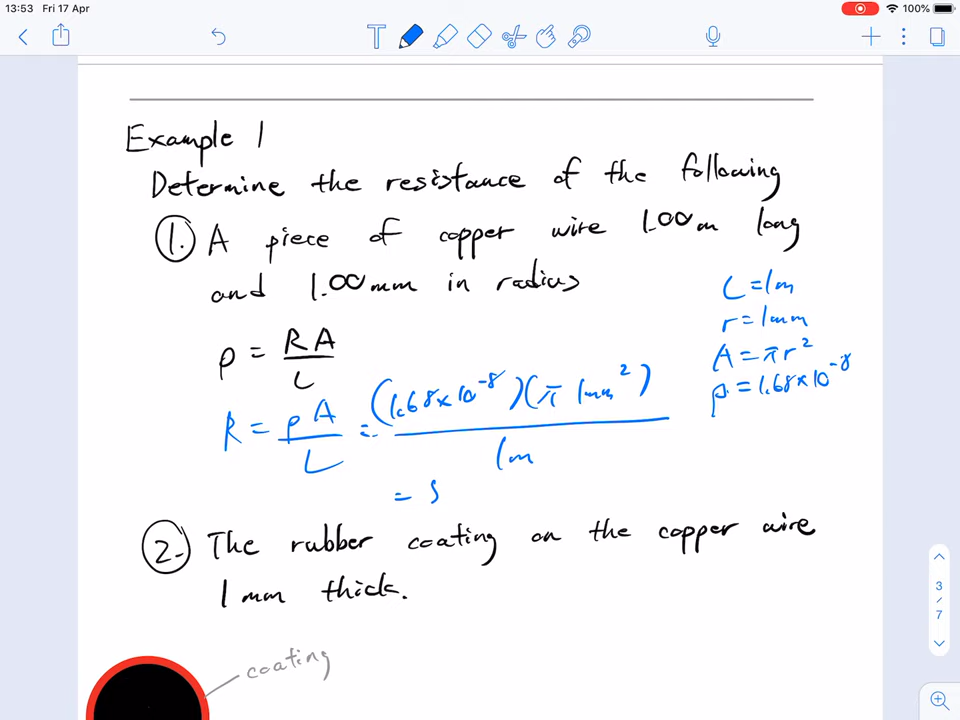 13:53 Fri 17 Apr
100%
T
Example 1
Determine the resistance of the following
1. A piece of copper wire 1.00m long
and 1.00mm in radius
L = 1m
r = 1mm
A = πr²
ρ = 1.68×10⁻⁸
ρ = RA/L
R = ρA/L = (1.68×10⁻⁸)(π 1mm²)/1m
2. The rubber coating on the copper wire
1 mm thick.
coating
3
/
7